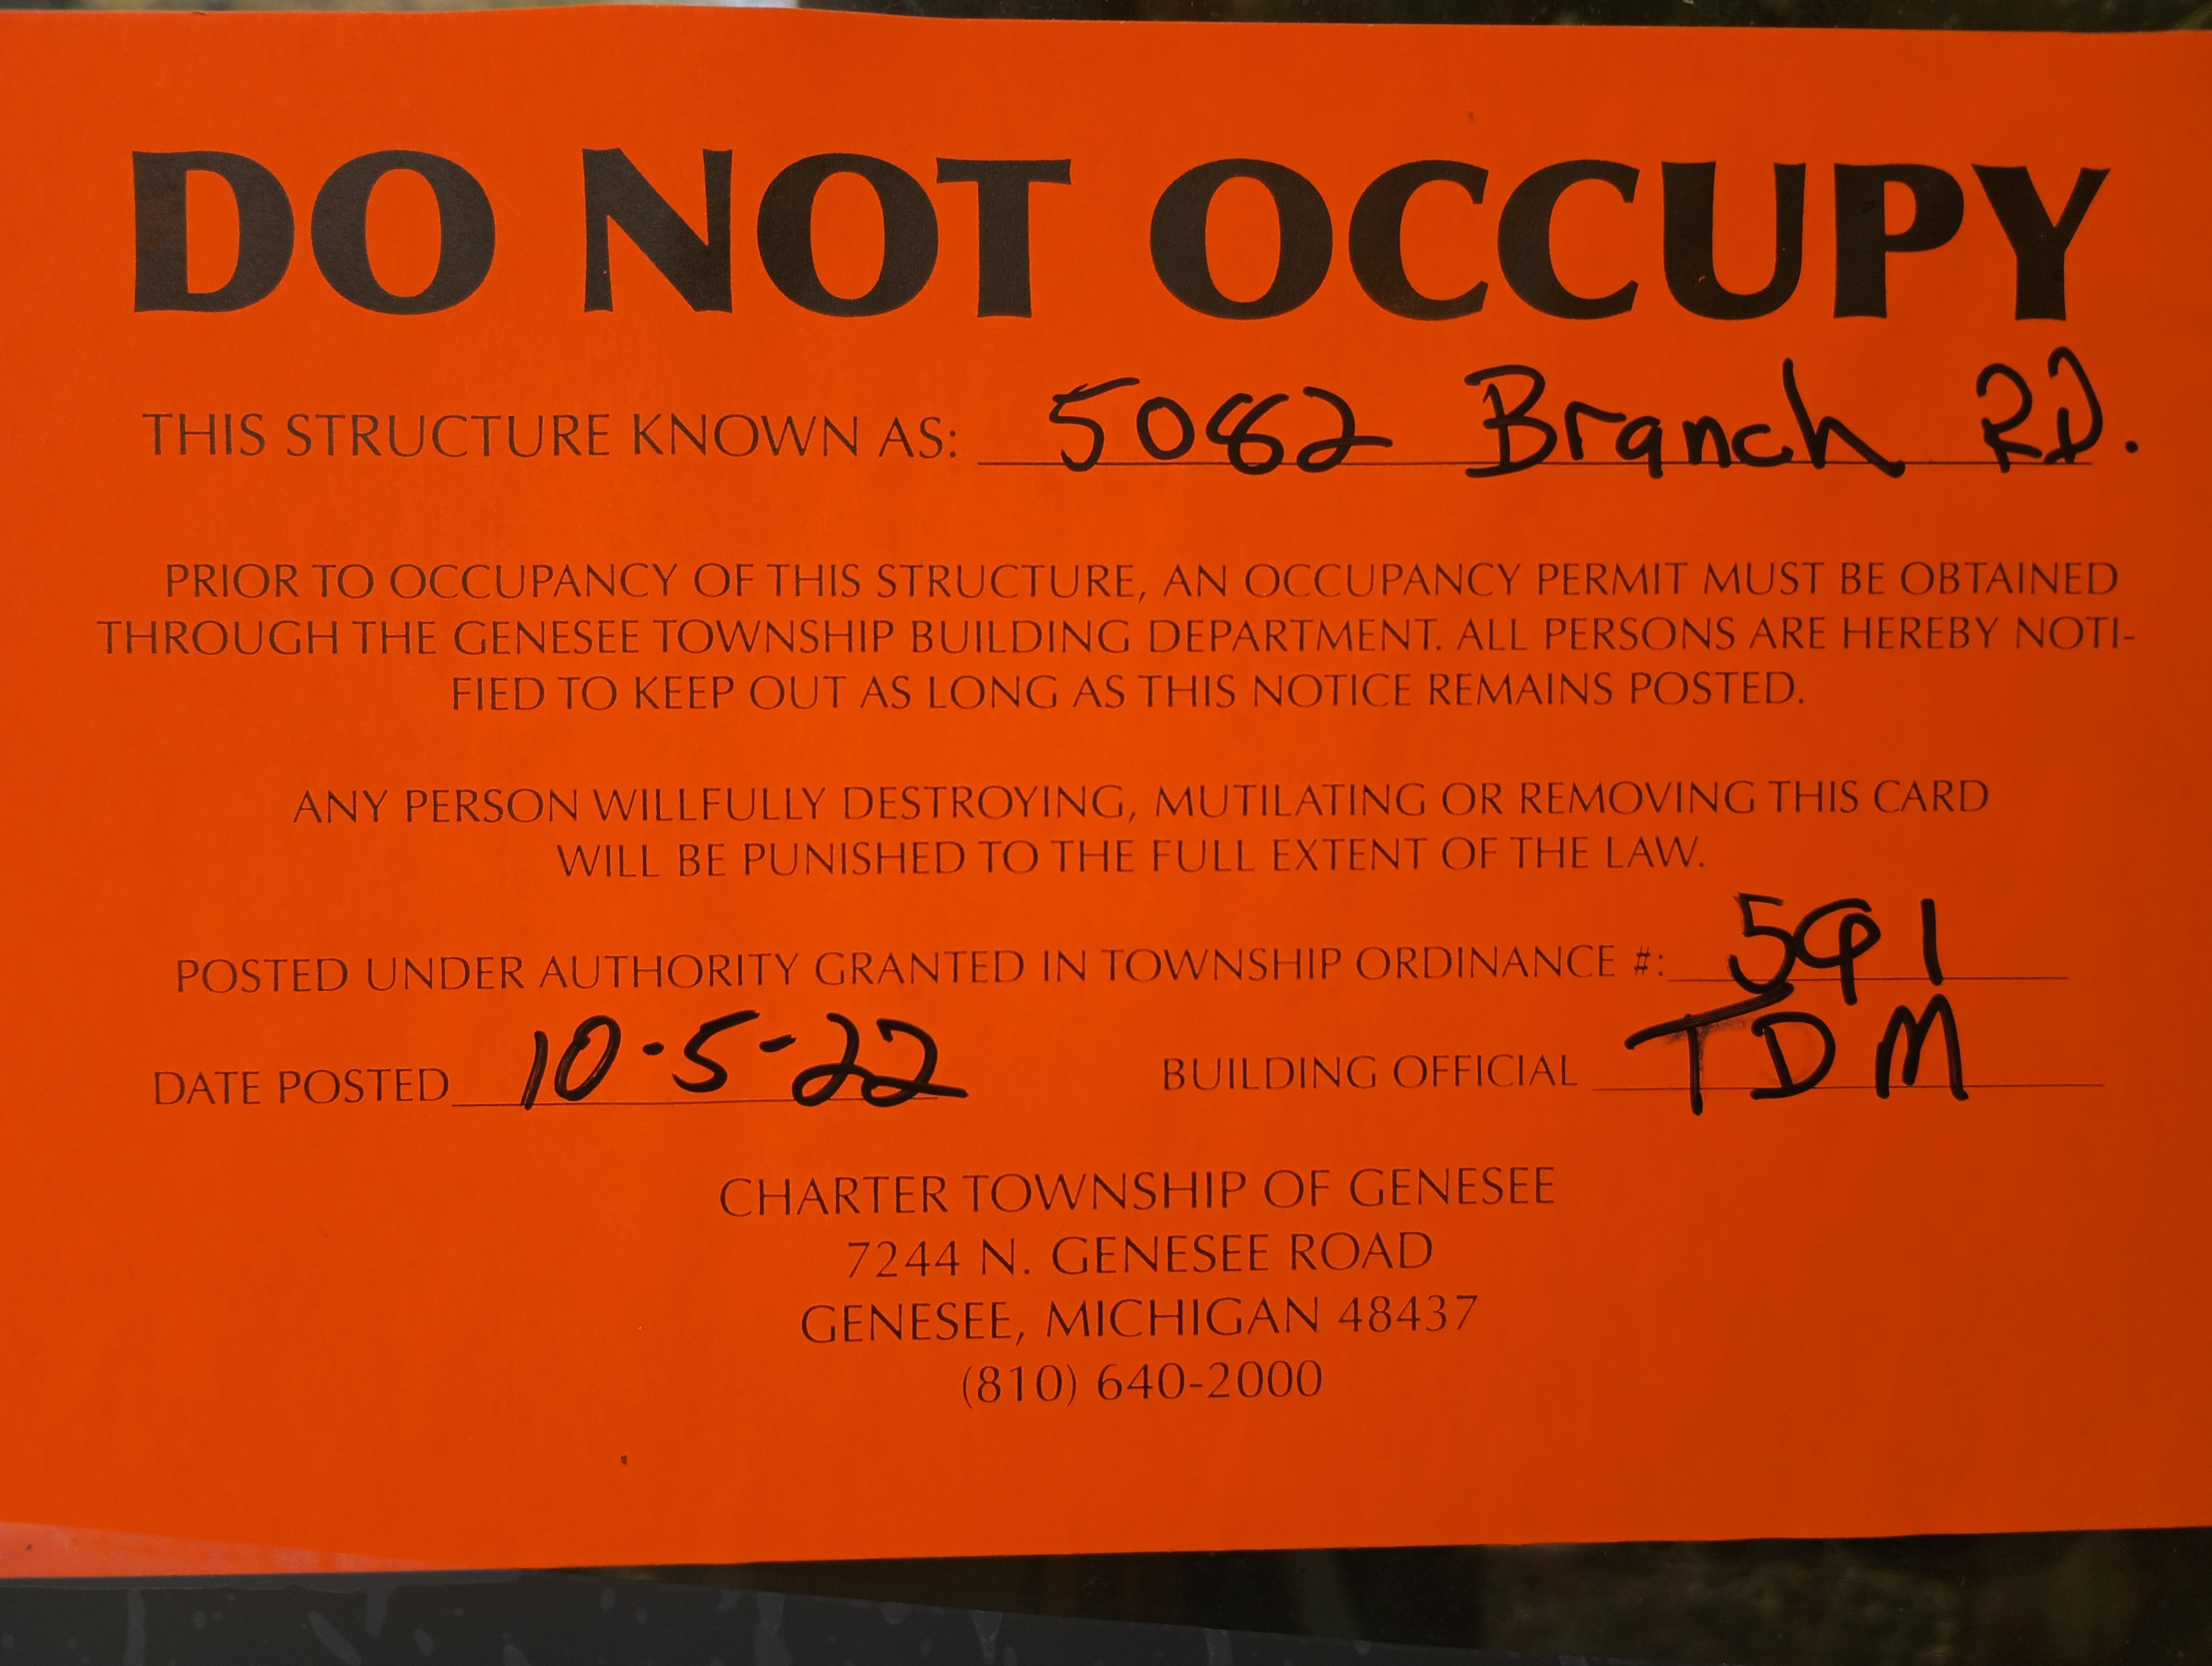 DO NOT OCCUPY
THIS STRUCTURE KNOWN AS: 5082 Branch Rd.
PRIOR TO OCCUPANCY OF THIS STRUCTURE, AN OCCUPANCY PERMIT MUST BE OBTAINED
THROUGH THE GENESEE TOWNSHIP BUILDING DEPARTMENT. ALL PERSONS ARE HEREBY NOTI-
FIED TO KEEP OUT AS LONG AS THIS NOTICE REMAINS POSTED.
ANY PERSON WILLFULLY DESTROYING, MUTILATING OR REMOVING THIS CARD
WILL BE PUNISHED TO THE FULL EXTENT OF THE LAW.
POSTED UNDER AUTHORITY GRANTED IN TOWNSHIP ORDINANCE #: 591
DATE POSTED 10-5-22 BUILDING OFFICIAL TDM
CHARTER TOWNSHIP OF GENESEE
7244 N. GENESEE ROAD
GENESEE, MICHIGAN 48437
(810) 640-2000